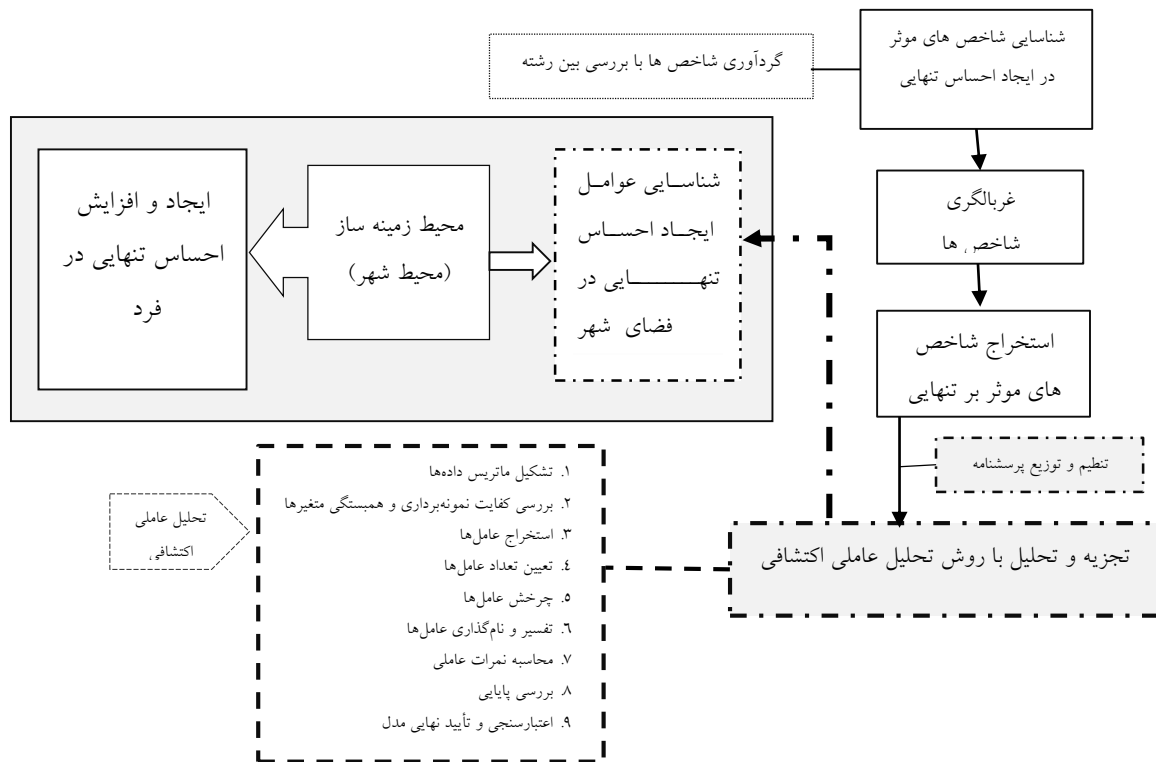 شناسایی شاخص های موثر
در ایجاد احساس تنهایی
گردآوری شاخص ها با بررسی بین رشته
غربالگری
شاخص ها
استخراج شاخص
های موثر بر تنهایی
تنطیم و توزیع پرسشنامه
تجزیه و تحلیل با روش تحلیل عاملی اکتشافی
شناسایی عوامل
ایجاد احساس
تنهایی در
فضای شهر
محیط زمینه ساز
(محیط شهر)
ایجاد و افزایش
احساس تنهایی در
فرد
۱. تشکیل ماتریس داده‌ها
۲. بررسی کفایت نمونه‌برداری و همبستگی متغیرها
۳. استخراج عامل‌ها
۴. تعیین تعداد عامل‌ها
۵. چرخش عامل‌ها
۶. تفسیر و نام‌گذاری عامل‌ها
۷. محاسبه نمرات عاملی
۸. بررسی پایایی
۹. اعتبارسنجی و تأیید نهایی مدل
تحلیل عاملی
اکتشافی